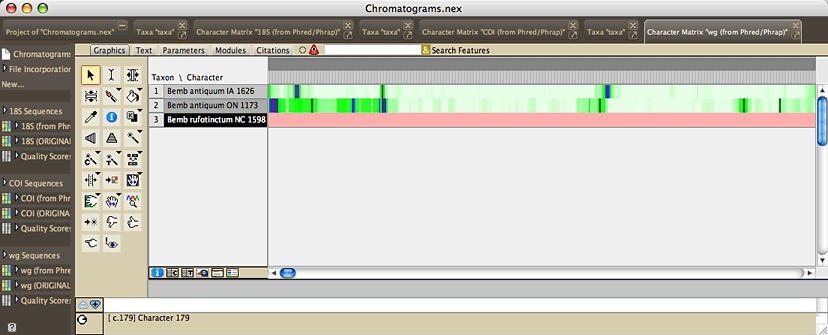 Chromatograms.nex
Project of "Chromatograms.nex"
Taxa "taxa"
Character Matrix "18S (from Phred/Phrap)"
Taxa "taxa"
Character Matrix "COI (from Phred/Phrap)"
Taxa "taxa"
Character Matrix "wg (from Phred/Phrap)"
Graphics Text Parameters Modules Citations & Search Features
Chromatograms
File Incorporation
New...
18S Sequences
18S (from Phr
18S (ORIGINAL
Quality Scores
COI Sequences
COI (from Phr
COI (ORIGINA
Quality Scores
wg Sequences
wg (from Phre
wg (ORIGINAL
Quality Scores
Taxon \ Character
1 Bemb antiquum IA 1626
2 Bemb antiquum ON 1173
3 Bemb rufotinctum NC 1598
[ c.179] Character 179